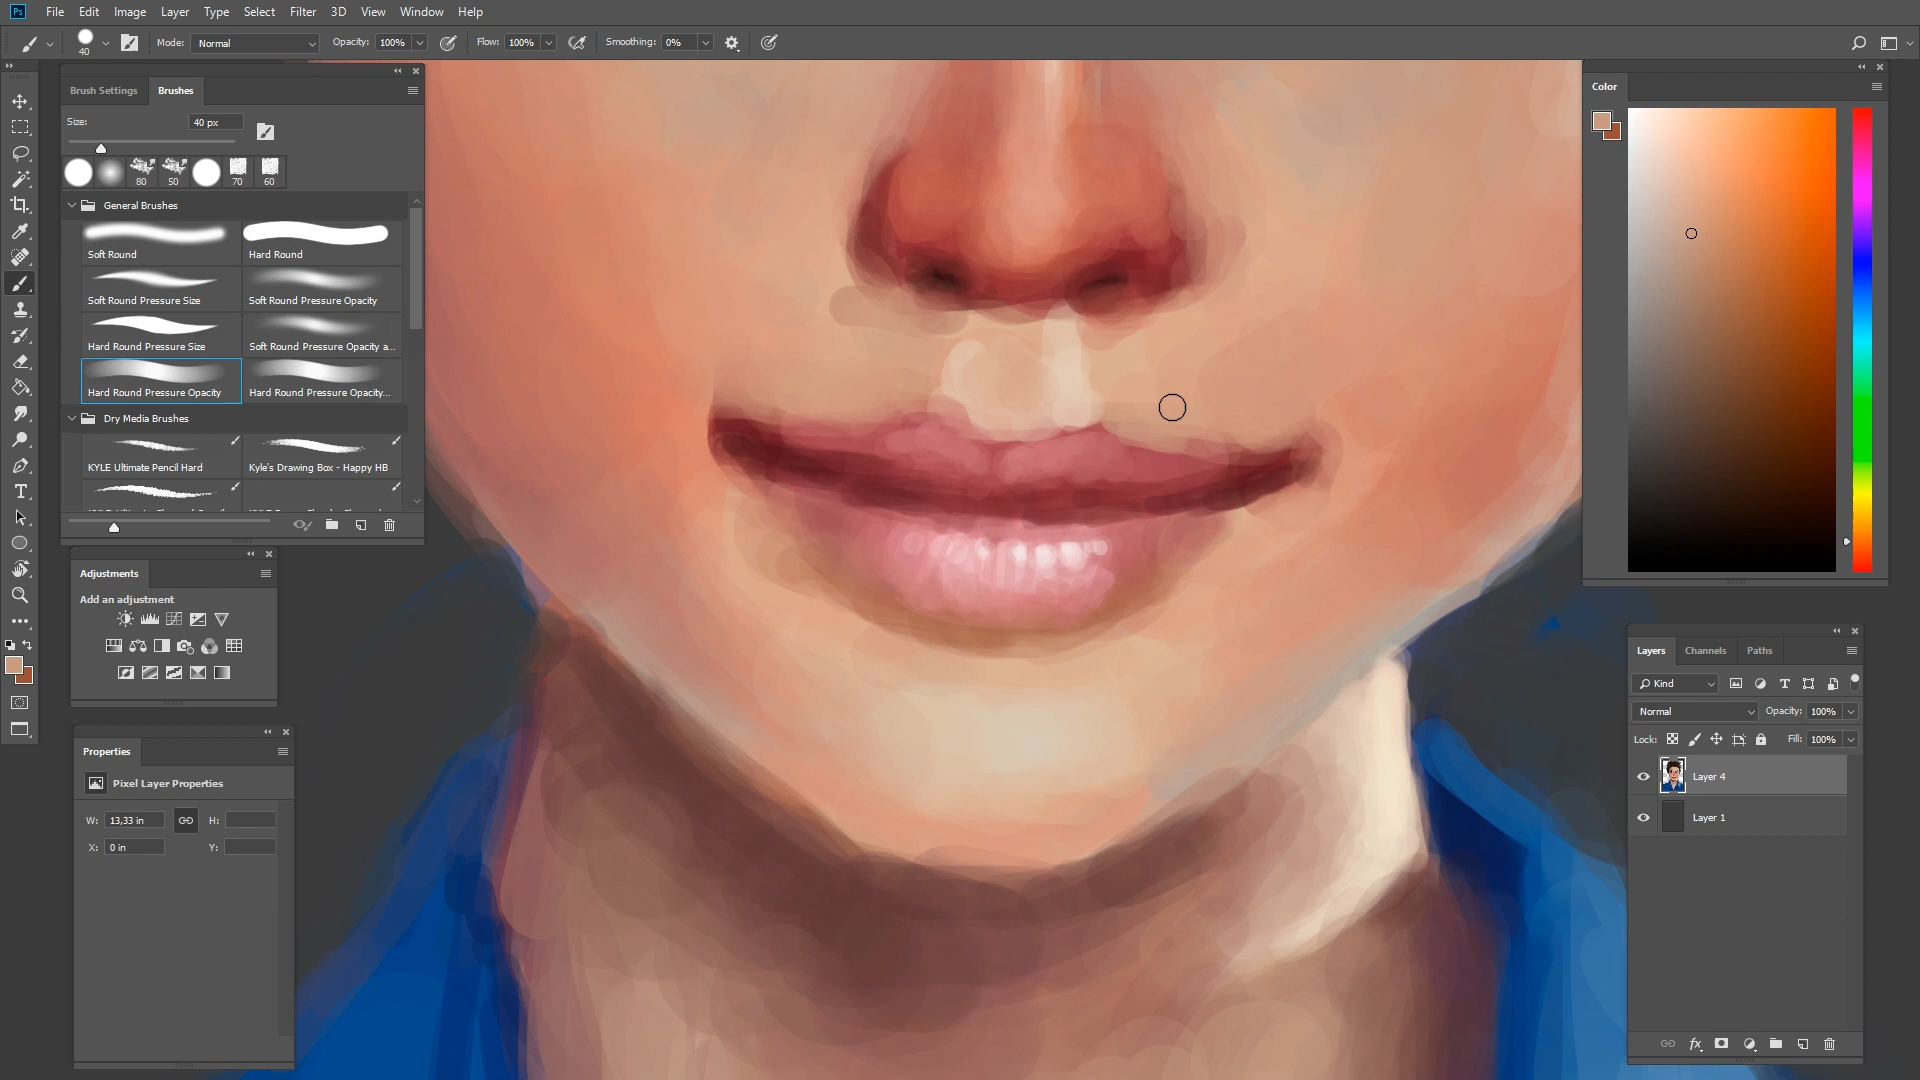 Ps File Edit Image Layer Type Select Filter 3D View Window Help
40 Mode: Normal Opacity: 100% Flow: 100% Smoothing: 0%
Brush Settings Brushes
Size: 40 px
80 50 70 60
General Brushes
Soft Round Hard Round
Soft Round Pressure Size Soft Round Pressure Opacity
Hard Round Pressure Size Soft Round Pressure Opacity a...
Hard Round Pressure Opacity Hard Round Pressure Opacity...
Dry Media Brushes
KYLE Ultimate Pencil Hard Kyle's Drawing Box - Happy HB
Adjustments
Add an adjustment
Properties
Pixel Layer Properties
W: 13,33 in H:
X: 0 in Y:
Color
Layers Channels Paths
Kind
Normal Opacity: 100%
Lock: Fill: 100%
Layer 4
Layer 1
fx